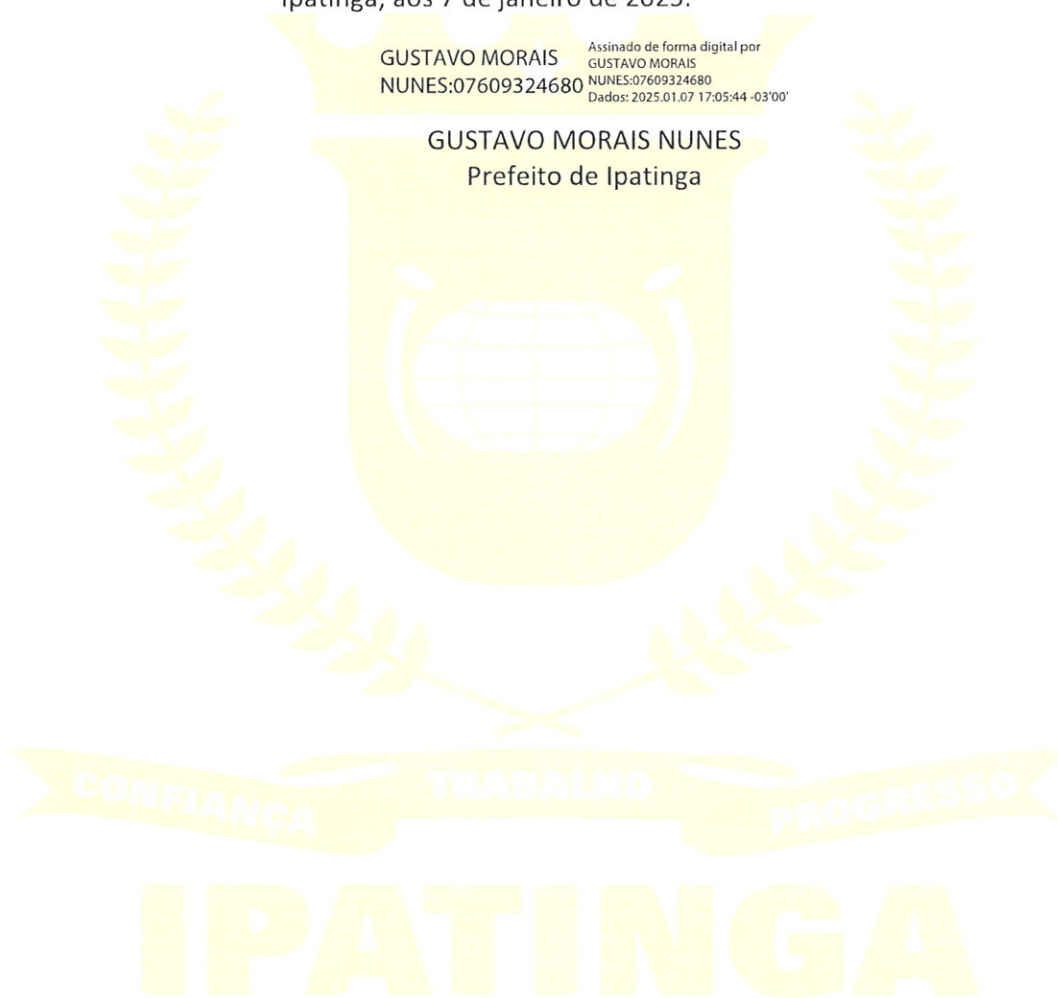 Ipatinga, aos 7 de janeiro de 2025.
GUSTAVO MORAIS
NUNES:07609324680
Assinado de forma digital por
GUSTAVO MORAIS
NUNES:07609324680
Dados: 2025.01.07 17:05:44 -03'00'
GUSTAVO MORAIS NUNES
Prefeito de Ipatinga
CONFIANÇA
TRABALHO
PROGRESSO
IPATINGA